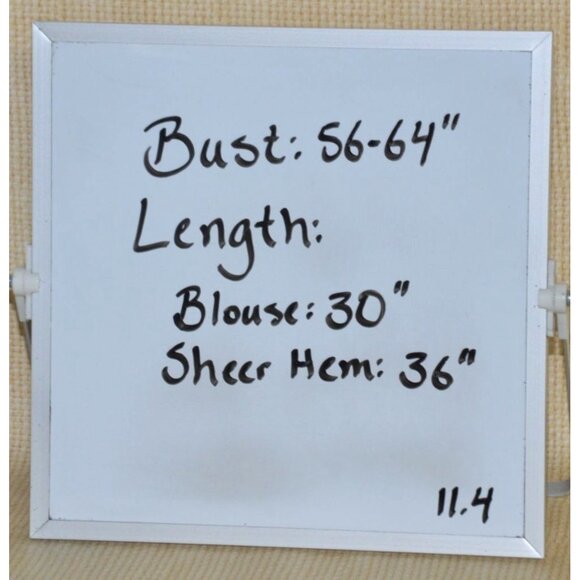 Bust: 56-64"
Length:
Blouse: 30"
Sheer Hem: 36"
11.4